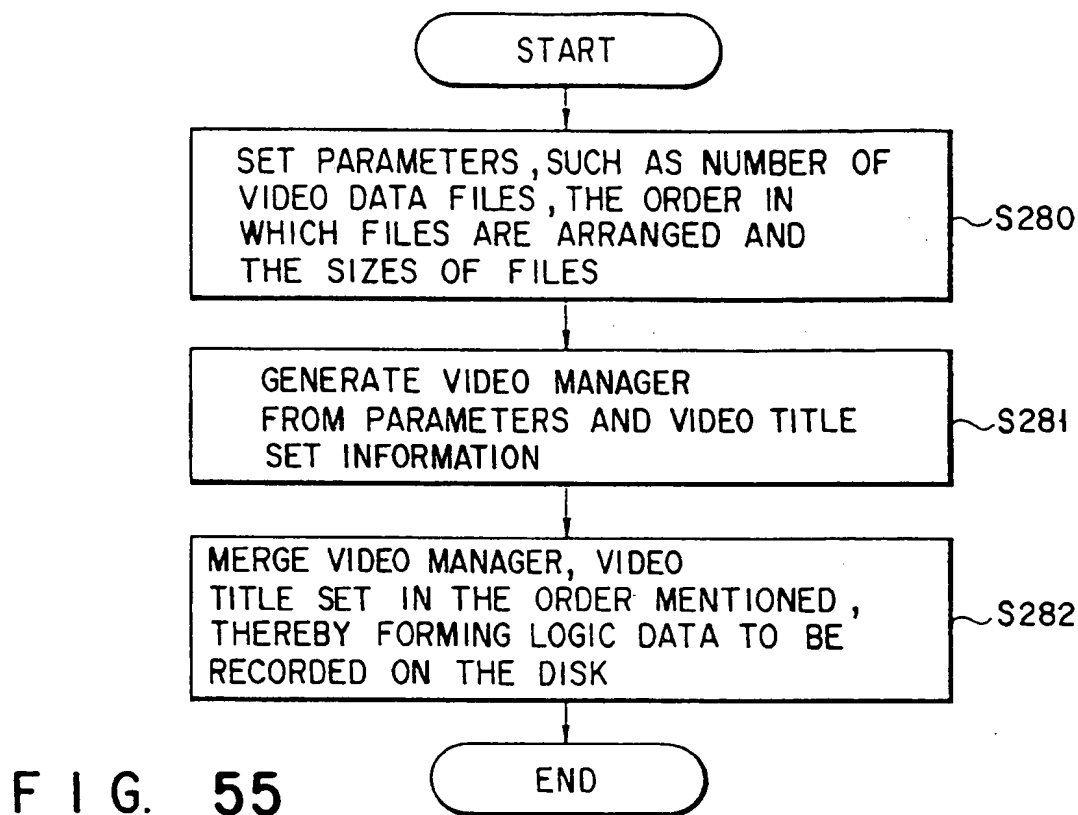 START
SET PARAMETERS, SUCH AS NUMBER OF
VIDEO DATA FILES, THE ORDER IN
WHICH FILES ARE ARRANGED AND
THE SIZES OF FILES
S280
GENERATE VIDEO MANAGER
FROM PARAMETERS AND VIDEO TITLE
SET INFORMATION
S281
MERGE VIDEO MANAGER, VIDEO
TITLE SET IN THE ORDER MENTIONED,
THEREBY FORMING LOGIC DATA TO BE
RECORDED ON THE DISK
S282
END
FIG. 55